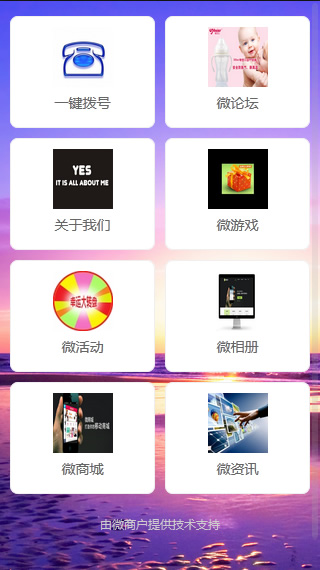 一键拨号
微论坛
YES
IT IS ALL ABOUT ME
关于我们
微游戏
幸运大转盘
微活动
微相册
微商城
微资讯
由微商户提供技术支持